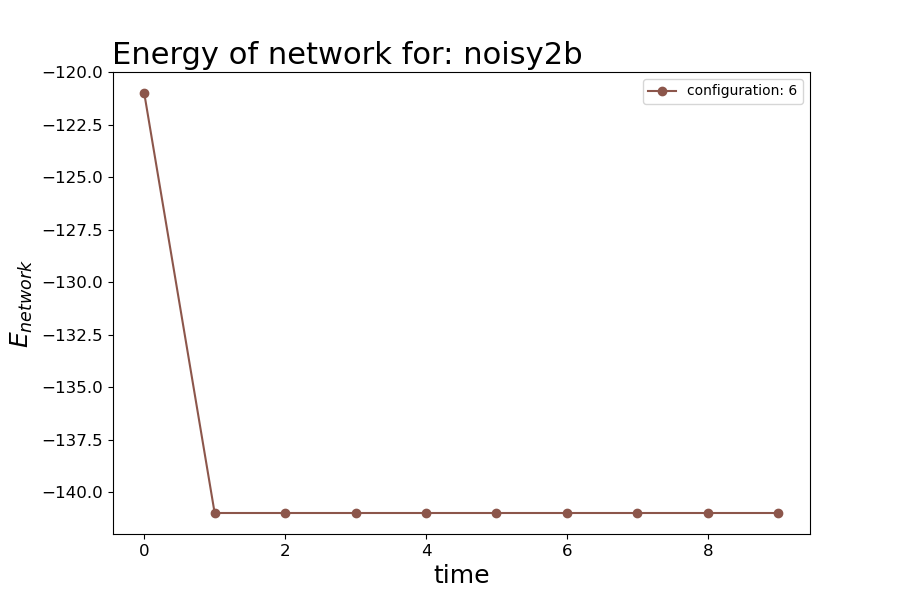 Energy of network for: noisy2b
configuration: 6
E_network
−120.0
−122.5
−125.0
−127.5
−130.0
−132.5
−135.0
−137.5
−140.0
0 2 4 6 8
time